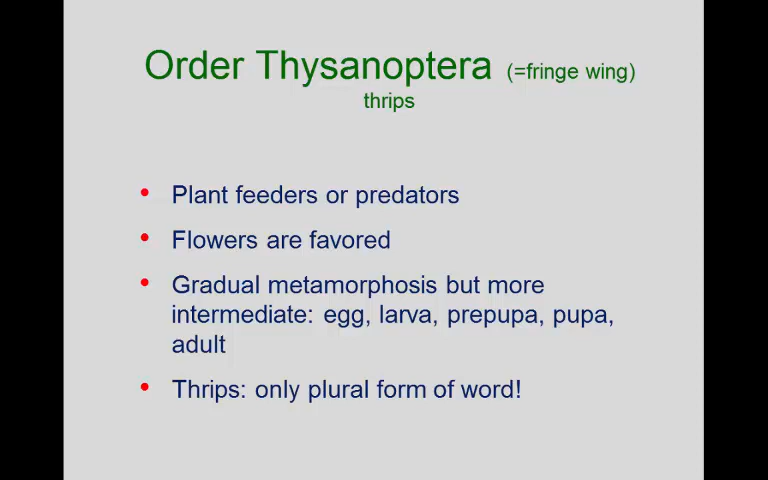 Order Thysanoptera (=fringe wing)
thrips
• Plant feeders or predators
• Flowers are favored
• Gradual metamorphosis but more
intermediate: egg, larva, prepupa, pupa,
adult
• Thrips: only plural form of word!